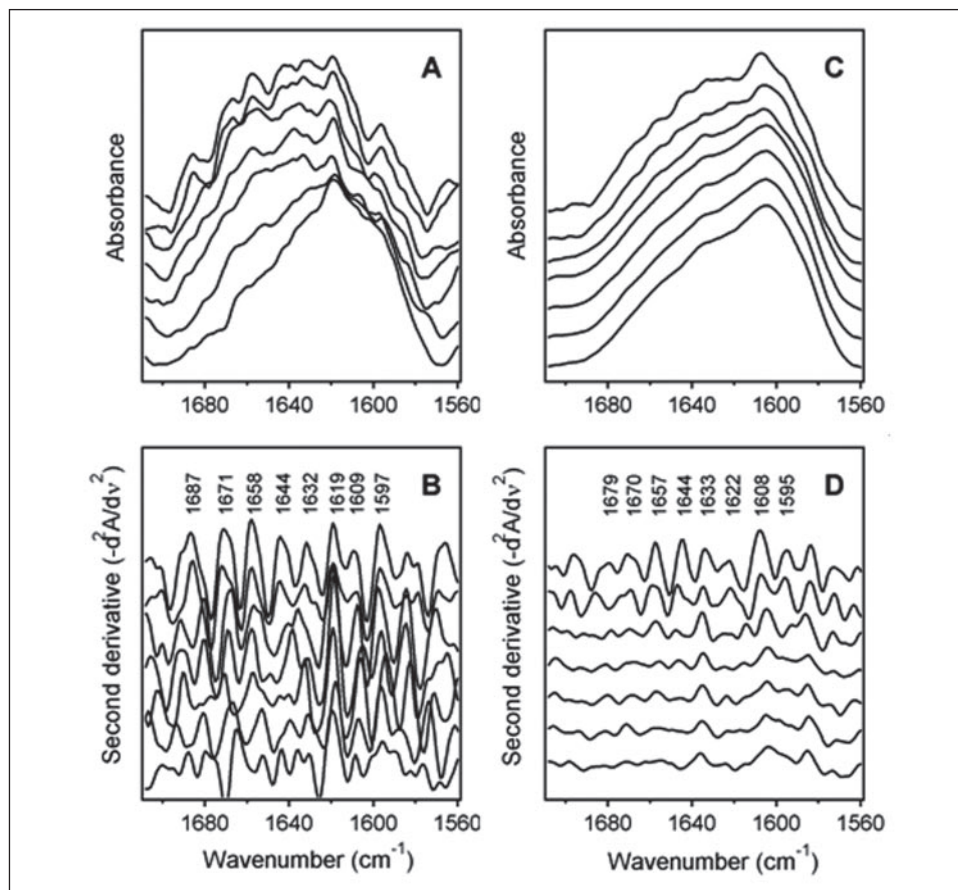 A
Absorbance
1680 1640 1600 1560
C
Absorbance
1680 1640 1600 1560
B
1687 1671 1658 1644 1632 1619 1609 1597
Second derivative (-d²A/dν²)
1680 1640 1600 1560
Wavenumber (cm⁻¹)
D
1679 1670 1657 1644 1633 1622 1608 1595
Second derivative (-d²A/dν²)
1680 1640 1600 1560
Wavenumber (cm⁻¹)